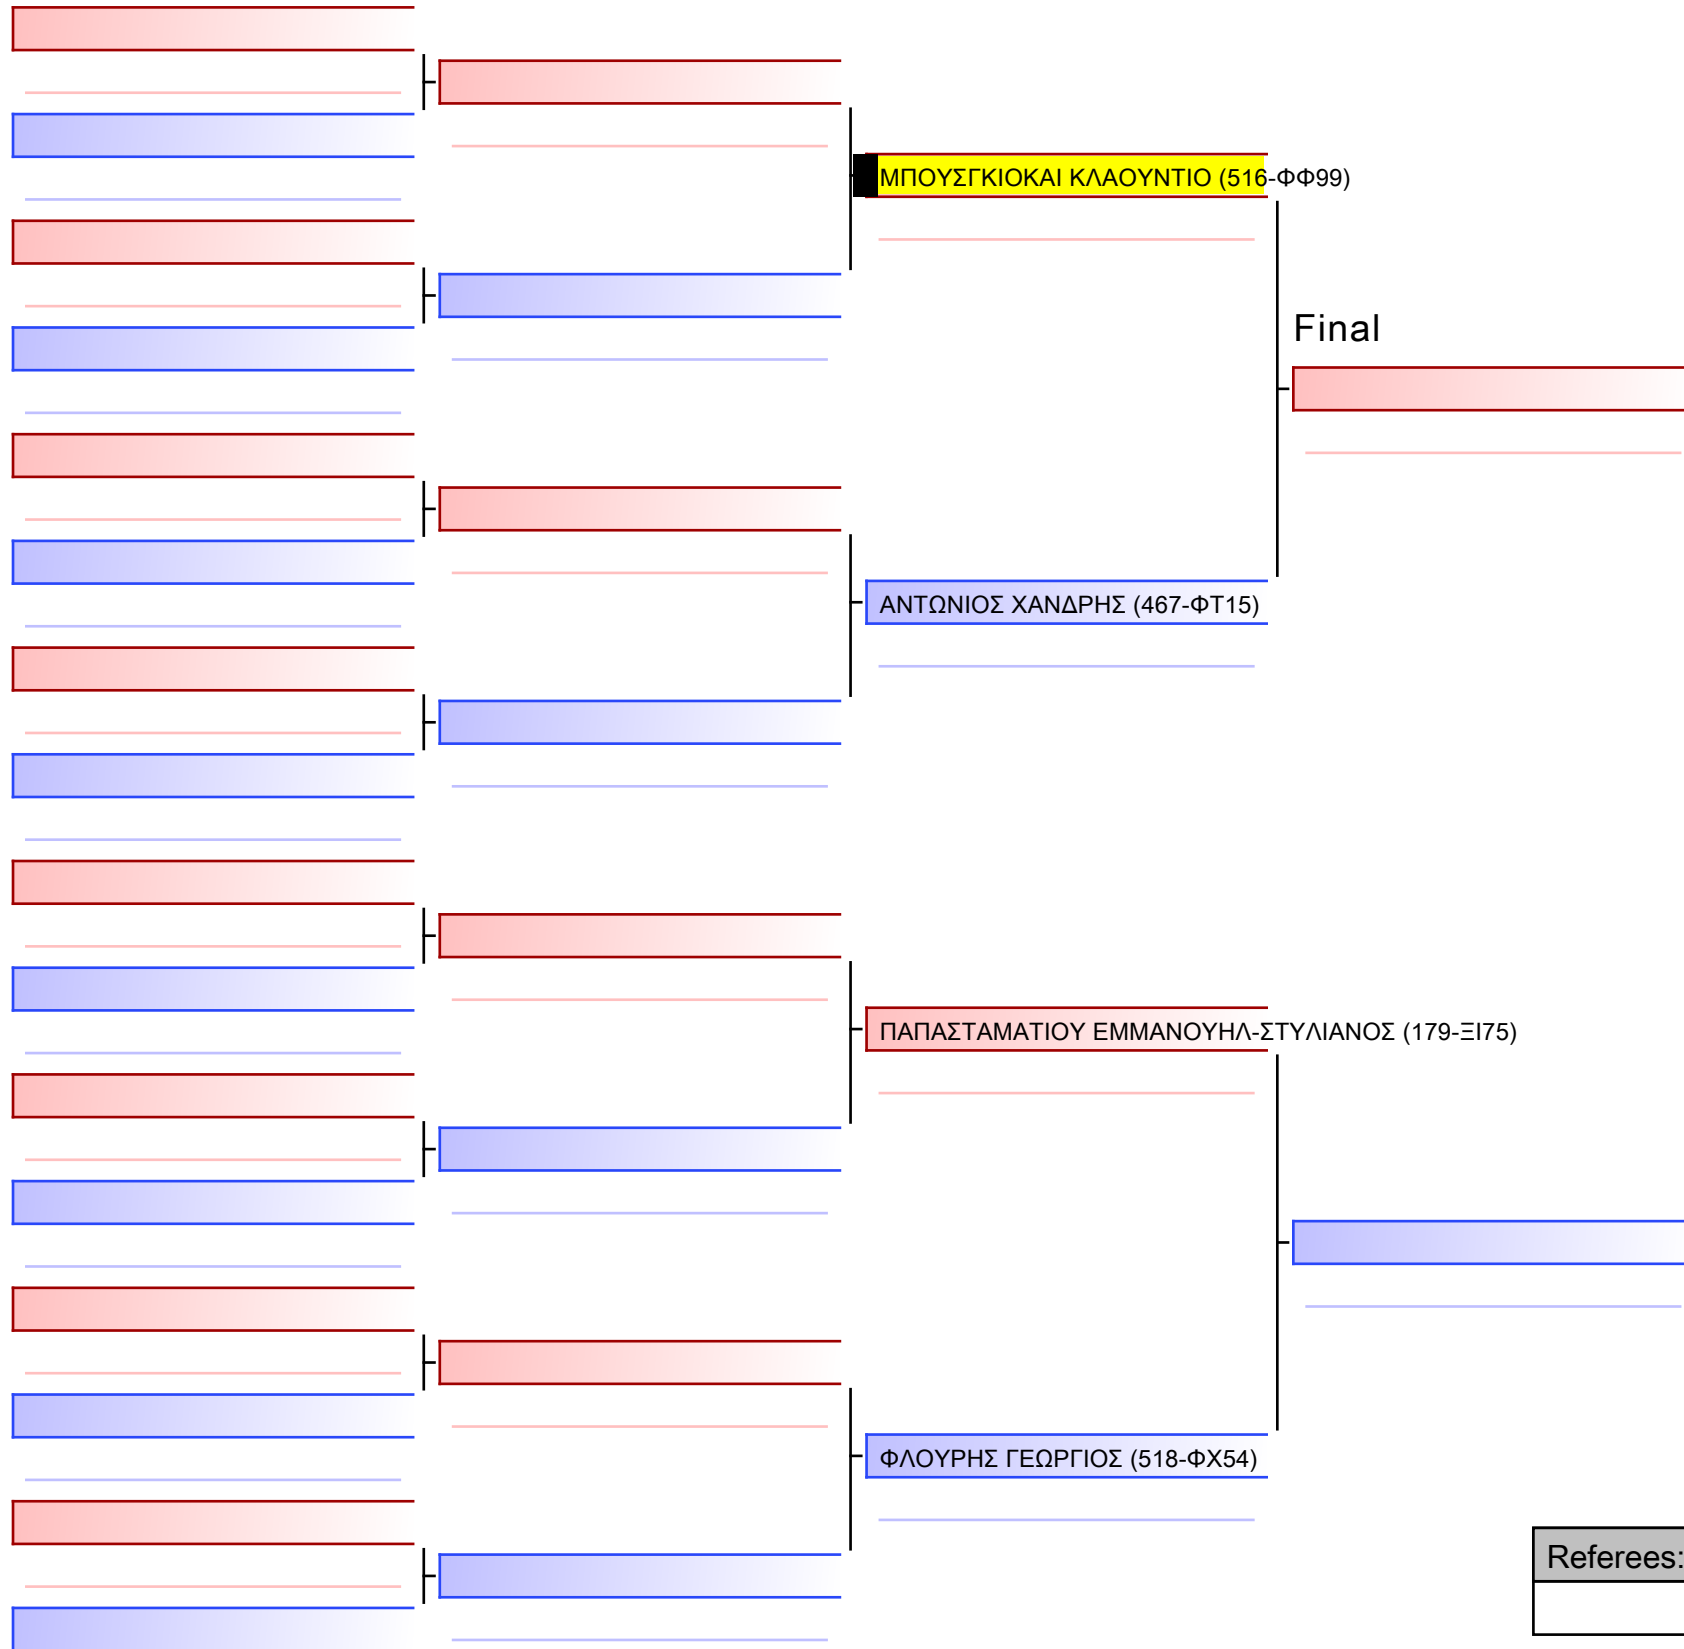 ΜΠΟΥΣΓΚΙΟΚΑΙ ΚΛΑΟΥΝΤΙΟ (516-ΦΦ99)
Final
ΑΝΤΩΝΙΟΣ ΧΑΝΔΡΗΣ (467-ΦΤ15)
ΠΑΠΑΣΤΑΜΑΤΙΟΥ ΕΜΜΑΝΟΥΗΛ-ΣΤΥΛΙΑΝΟΣ (179-ΞΙ75)
ΦΛΟΥΡΗΣ ΓΕΩΡΓΙΟΣ (518-ΦΧ54)
Referees: